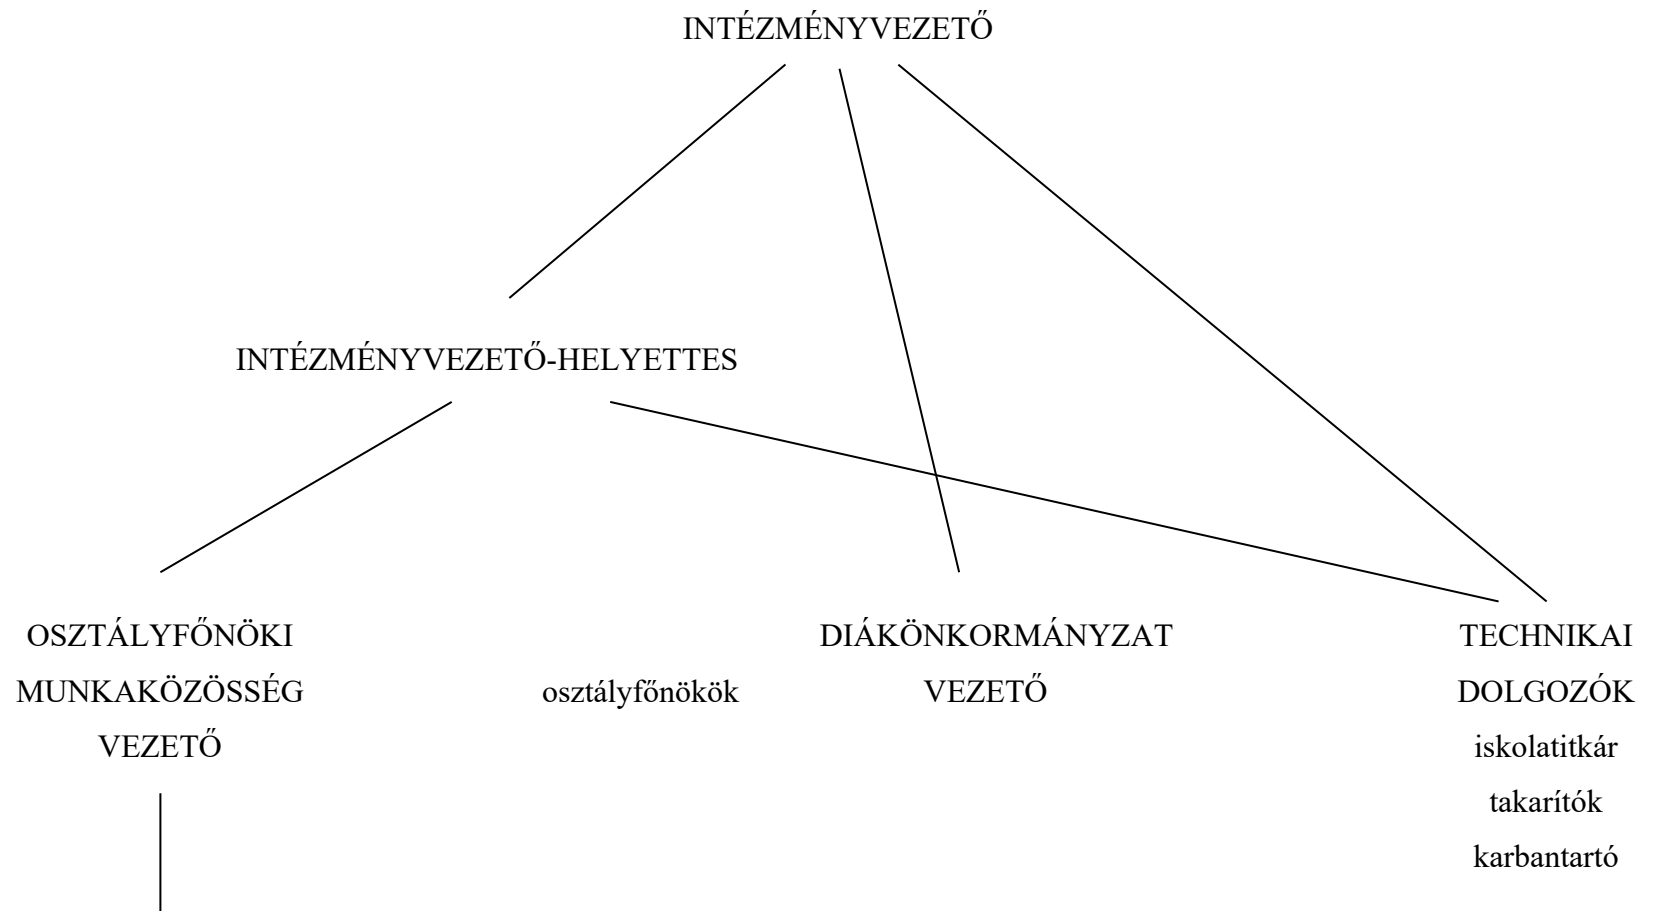 INTÉZMÉNYVEZETŐ
INTÉZMÉNYVEZETŐ-HELYETTES
OSZTÁLYFŐNÖKI
MUNKAKÖZÖSSÉG
VEZETŐ
osztályfőnökök
DIÁKÖNKORMÁNYZAT
VEZETŐ
TECHNIKAI
DOLGOZÓK
iskolatitkár
takarítók
karbantartó